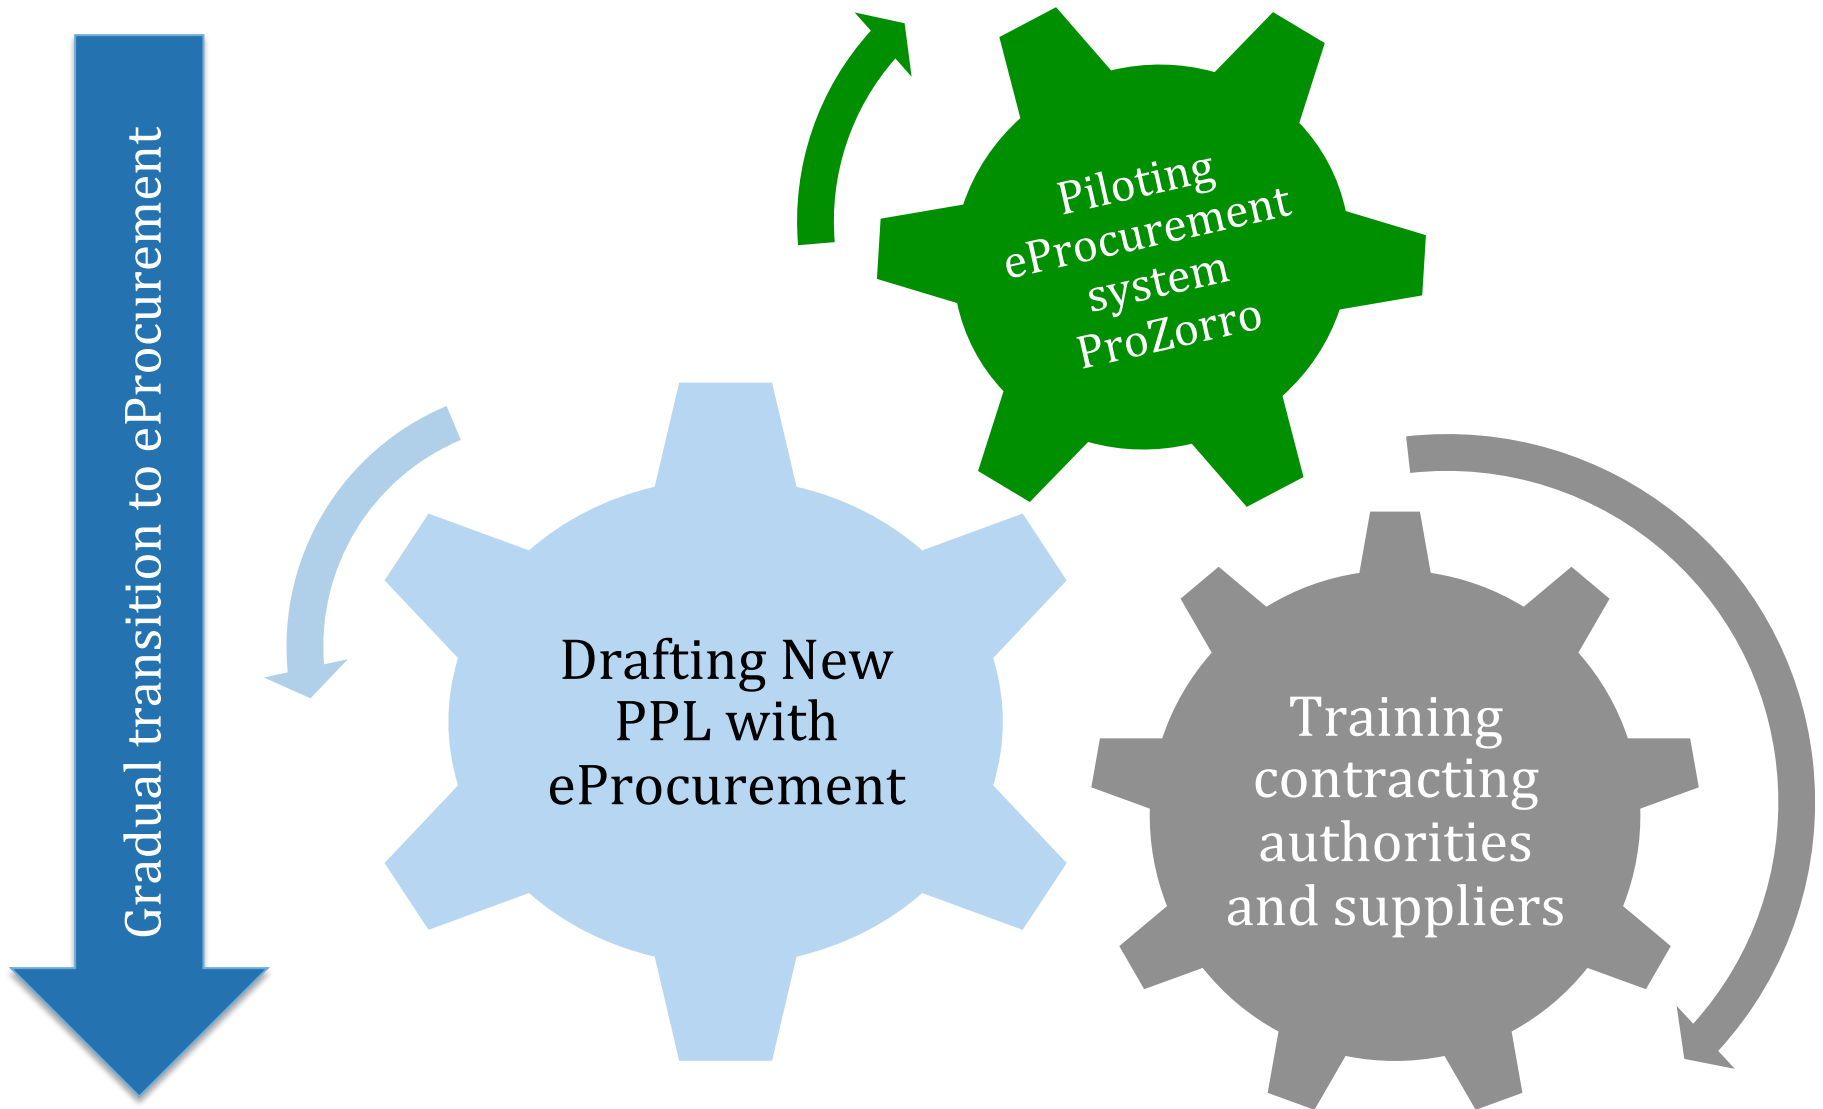 Gradual transition to eProcurement
Piloting
eProcurement
system
ProZorro
Drafting New
PPL with
eProcurement
Training
contracting
authorities
and suppliers